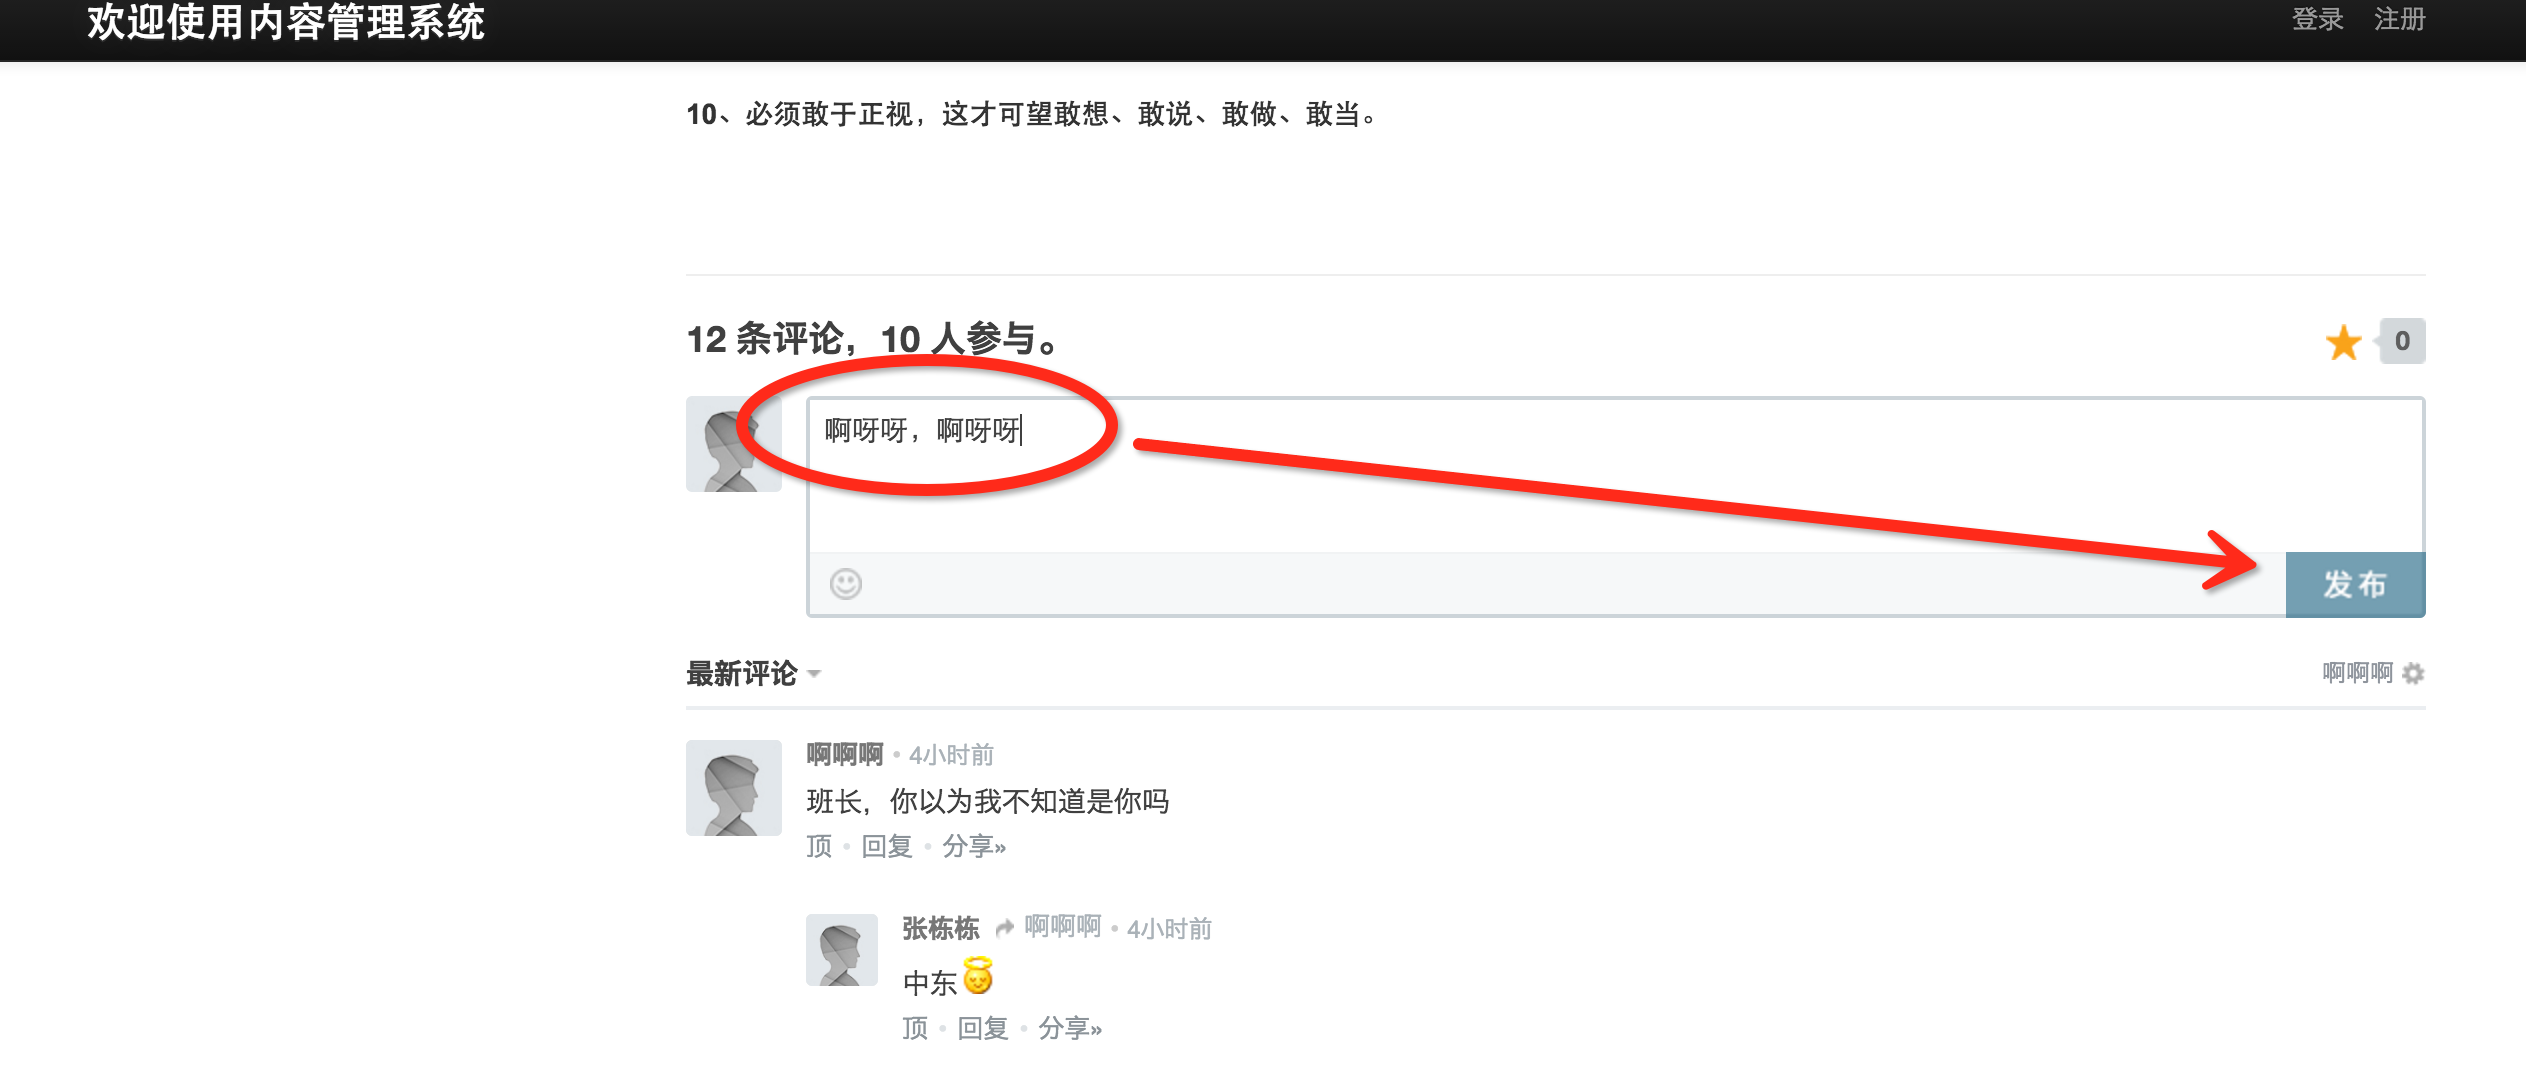 欢迎使用内容管理系统
登录 注册
10、必须敢于正视，这才可望敢想、敢说、敢做、敢当。
12 条评论，10 人参与。
0
啊呀呀，啊呀呀
发布
最新评论
啊啊啊
啊啊啊 • 4小时前
班长，你以为我不知道是你吗
顶 • 回复 • 分享»
张栋栋 啊啊啊 • 4小时前
中东
顶 • 回复 • 分享»